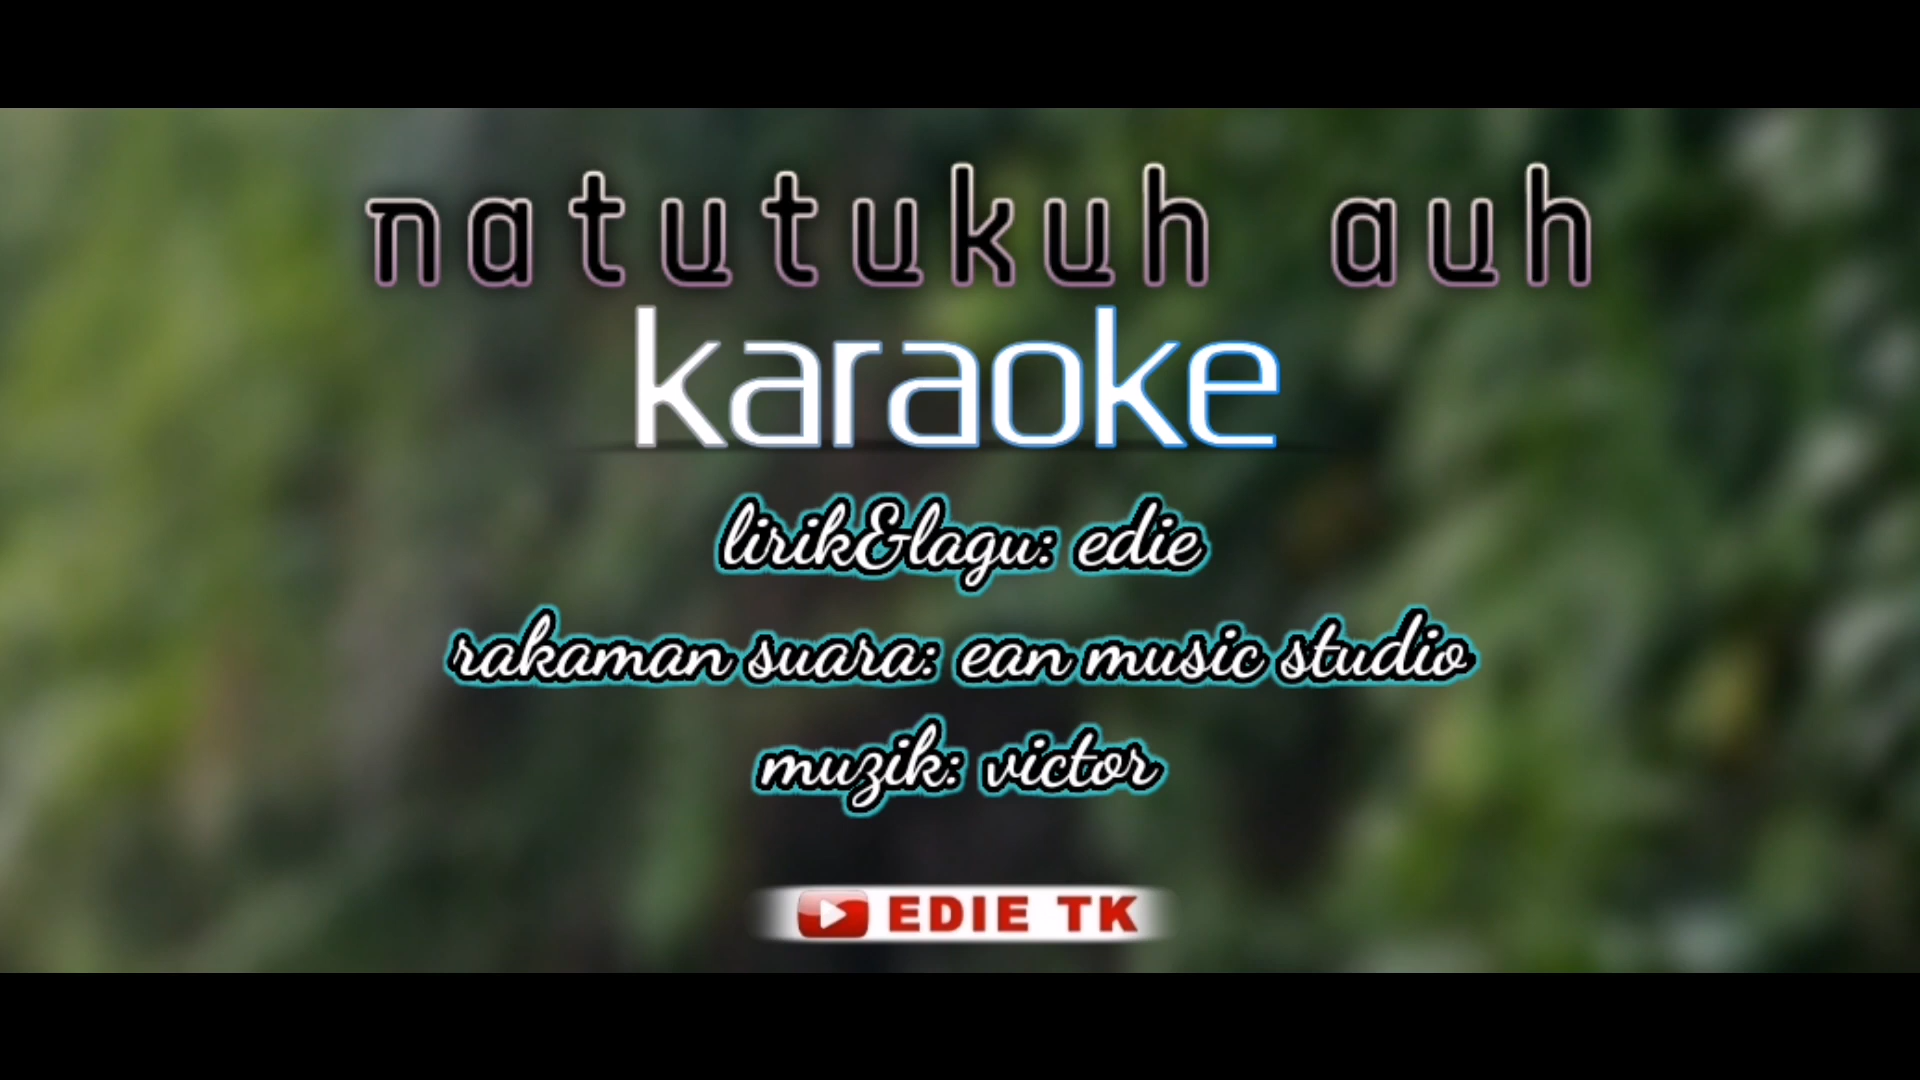 natutukuh auh
karaoke
lirik&lagu: edie
rakaman suara: ean music studio
muzik: victor
EDIE TK